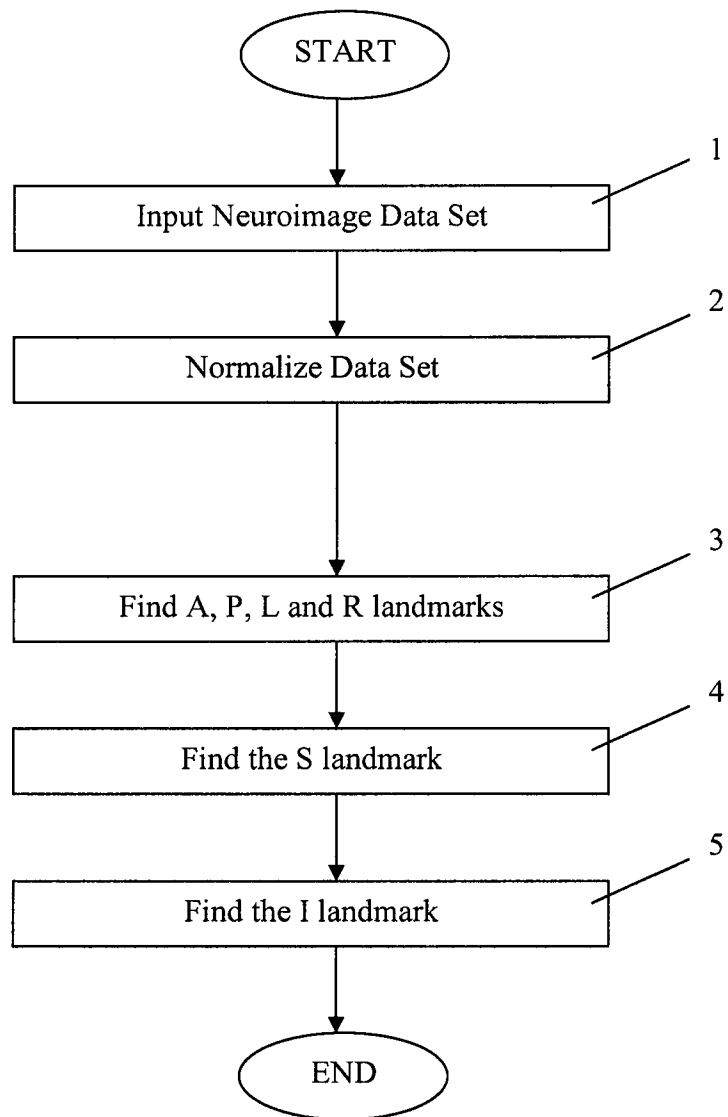 START
1
Input Neuroimage Data Set
2
Normalize Data Set
3
Find A, P, L and R landmarks
4
Find the S landmark
5
Find the I landmark
END